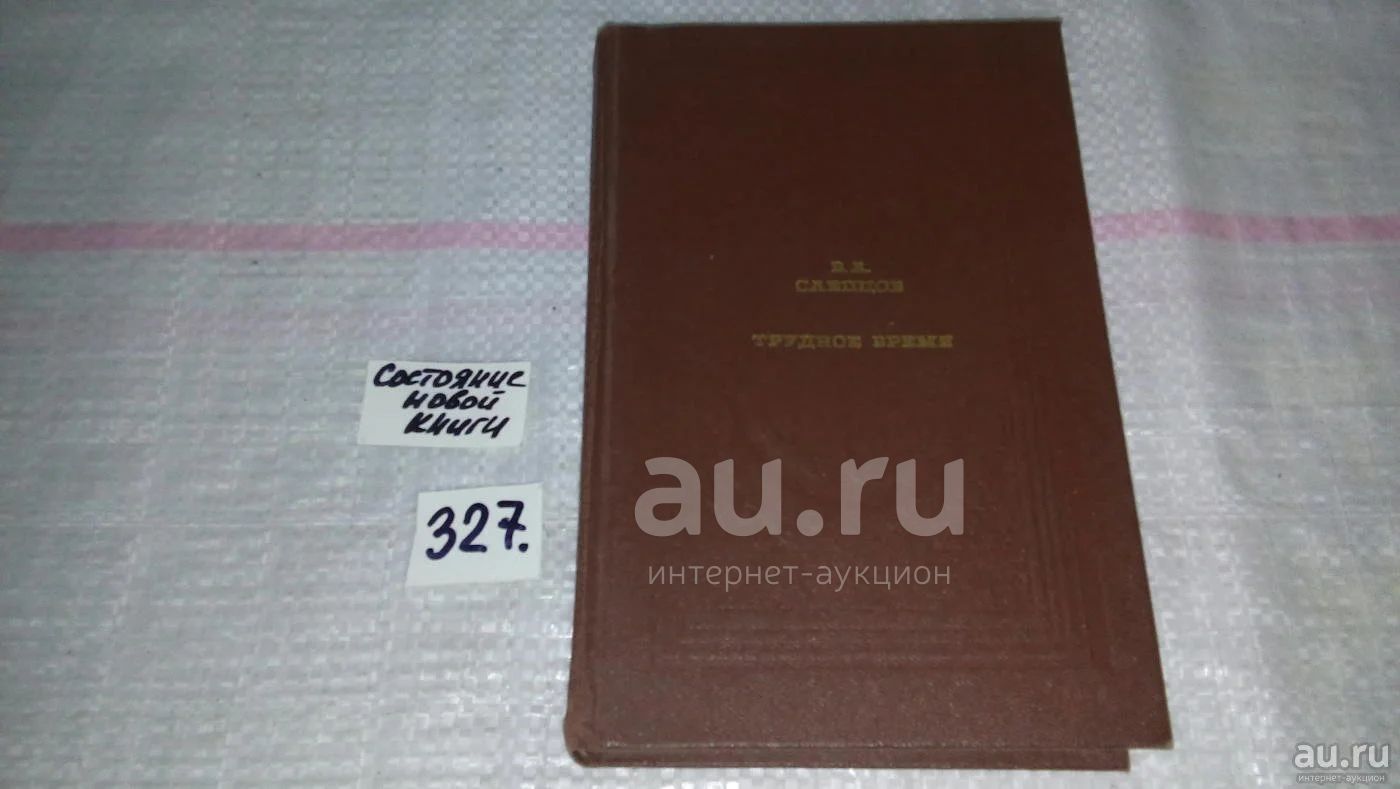 В. А.
СЛЕПЦОВ
ТРУДНОЕ ВРЕМЯ
Состояние
новой
книги
327.
au.ru
интернет-аукцион
au.ru
интернет-аукцион